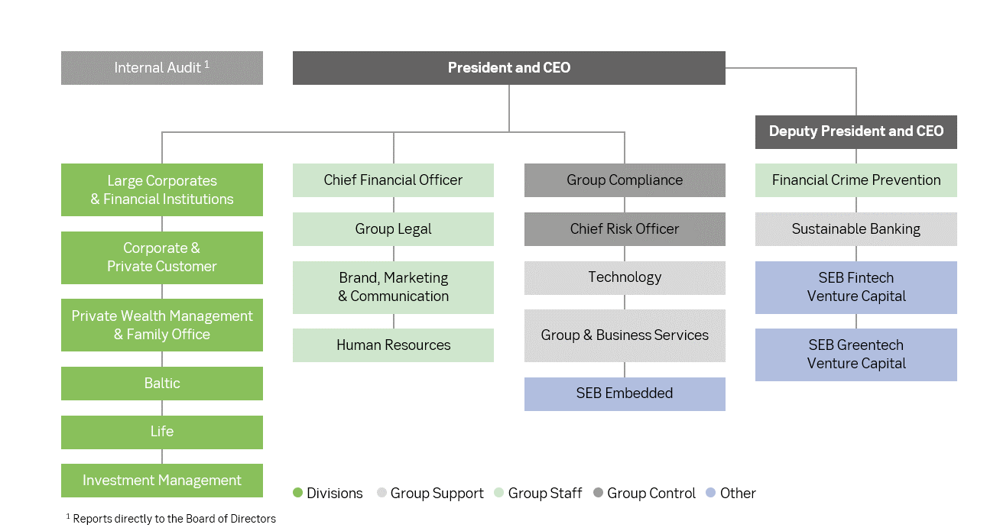 Internal Audit ¹
President and CEO
Deputy President and CEO
Large Corporates
& Financial Institutions
Corporate &
Private Customer
Private Wealth Management
& Family Office
Baltic
Life
Investment Management
Chief Financial Officer
Group Legal
Brand, Marketing
& Communication
Human Resources
Group Compliance
Chief Risk Officer
Technology
Group & Business Services
SEB Embedded
Financial Crime Prevention
Sustainable Banking
SEB Fintech
Venture Capital
SEB Greentech
Venture Capital
Divisions
Group Support
Group Staff
Group Control
Other
¹ Reports directly to the Board of Directors